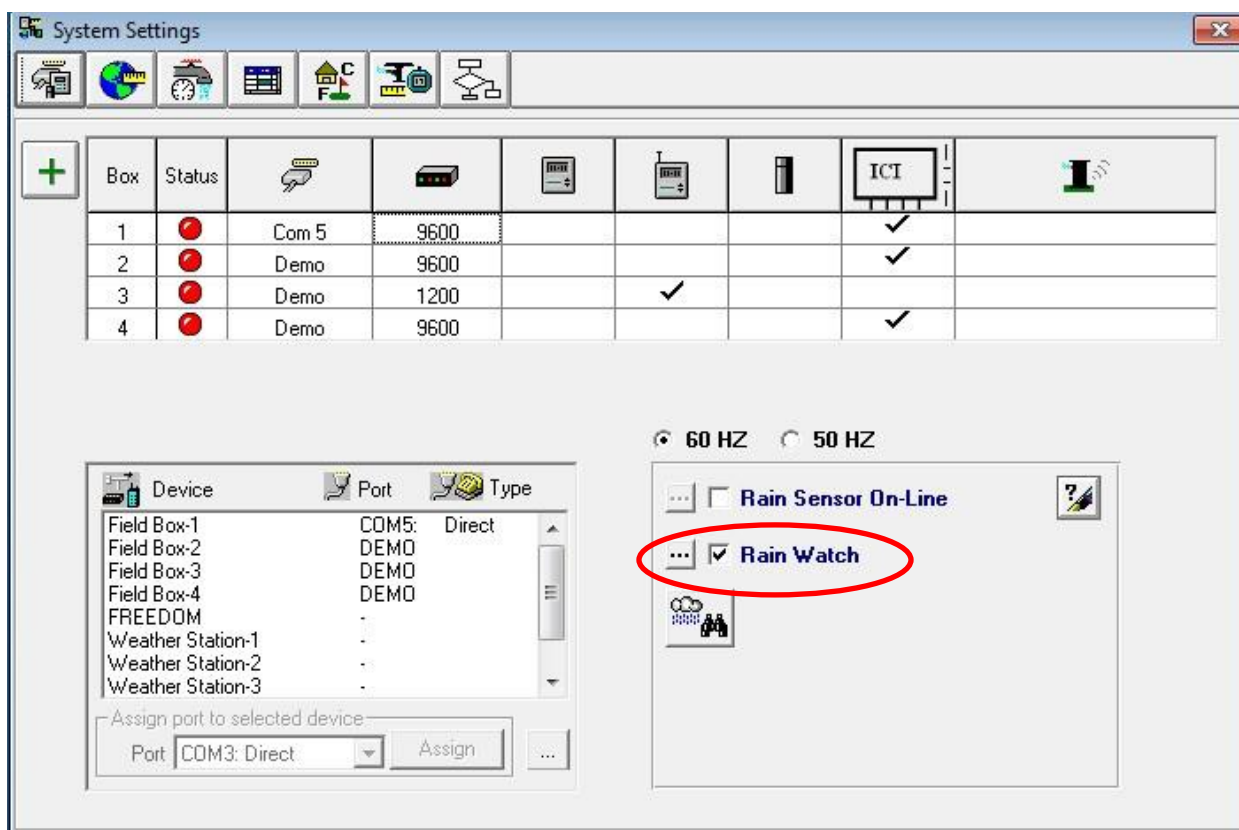 System Settings
C
F
Box Status ICI
1 Com 5 9600 ✓
2 Demo 9600 ✓
3 Demo 1200 ✓
4 Demo 9600 ✓
60 HZ 50 HZ
Device Port Type
Field Box-1 COM5: Direct
Field Box-2 DEMO
Field Box-3 DEMO
Field Box-4 DEMO
FREEDOM -
Weather Station-1 -
Weather Station-2 -
Weather Station-3 -
Assign port to selected device
Port COM3: Direct Assign ...
... Rain Sensor On-Line ?
... Rain Watch